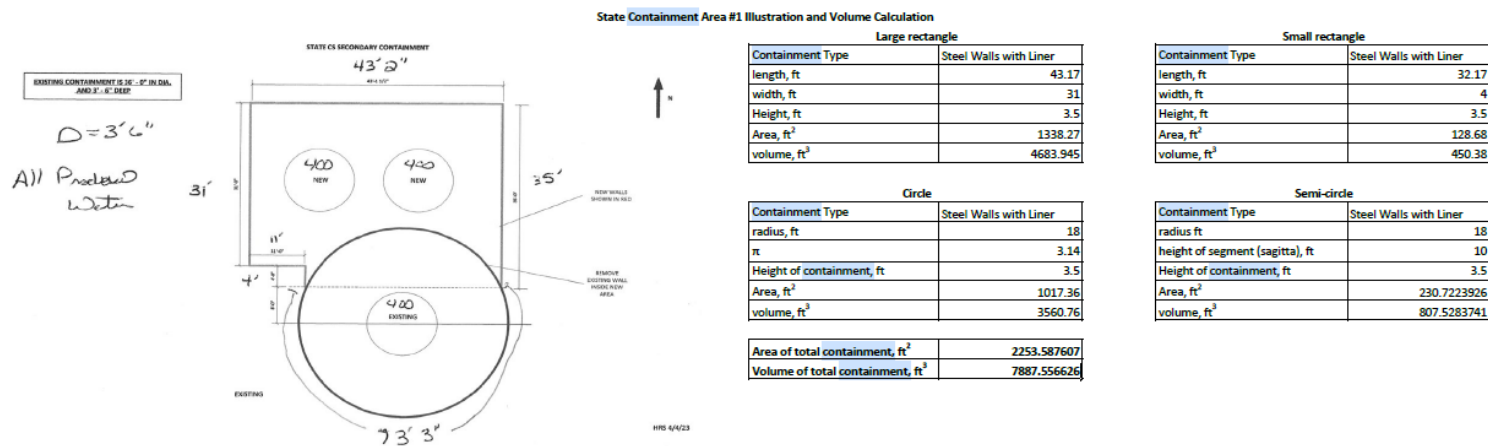 State Containment Area #1 Illustration and Volume Calculation
STATE CS SECONDARY CONTAINMENT
43'2"
EXISTING CONTAINMENT IS 36' - 0" IN DIA.
AND 3' - 6" DEEP
D = 3'6"
All Produced
Water
N
31'
35'
400
NEW
400
NEW
NEW WALLS
SHOWN IN RED
11'
11'-0"
4'
REMOVE
EXISTING WALL
INSIDE NEW
AREA
400
EXISTING
EXISTING
93'3"
HRS 4/4/23
Large rectangle
Containment Type Steel Walls with Liner
length, ft 43.17
width, ft 31
Height, ft 3.5
Area, ft² 1338.27
volume, ft³ 4683.945
Small rectangle
Containment Type Steel Walls with Liner
length, ft 32.17
width, ft 4
Height, ft 3.5
Area, ft² 128.68
volume, ft³ 450.38
Circle
Containment Type Steel Walls with Liner
radius, ft 18
π 3.14
Height of containment, ft 3.5
Area, ft² 1017.36
volume, ft³ 3560.76
Semi-circle
Containment Type Steel Walls with Liner
radius ft 18
height of segment (sagitta), ft 10
Height of containment, ft 3.5
Area, ft² 230.7223926
volume, ft³ 807.5283741
Area of total containment, ft² 2253.587607
Volume of total containment, ft³ 7887.556626